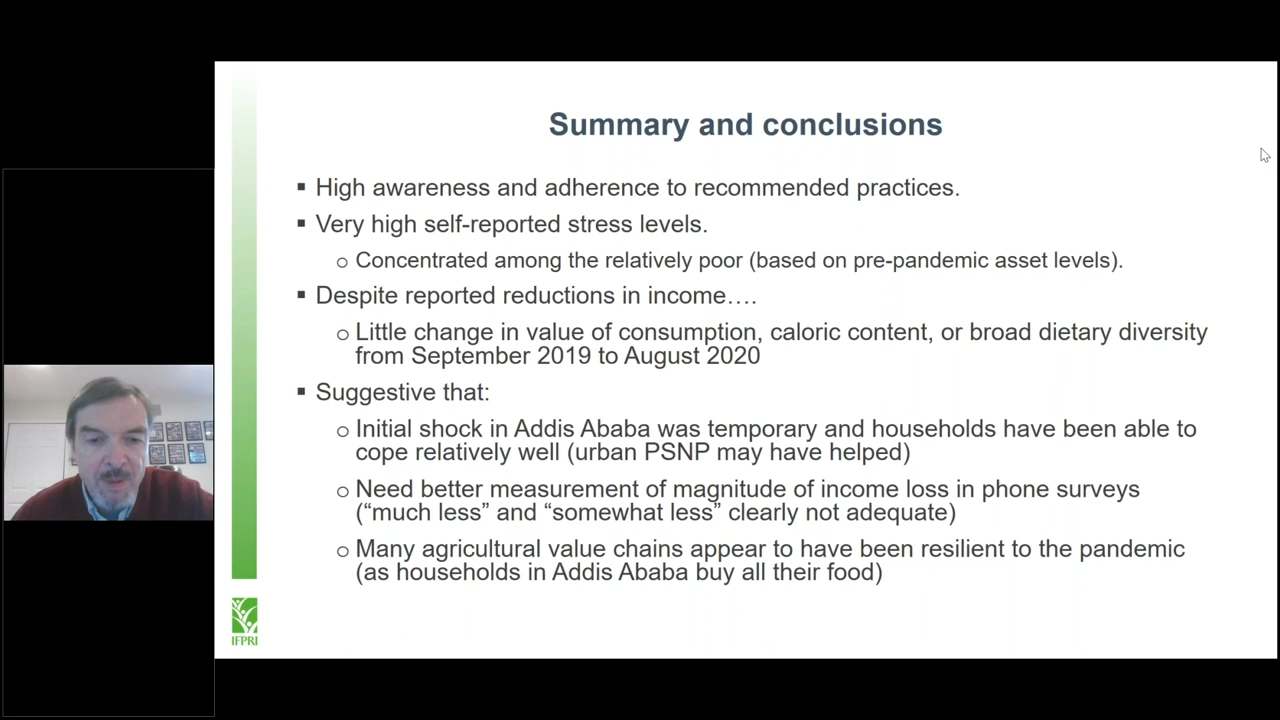 Summary and conclusions
▪ High awareness and adherence to recommended practices.
▪ Very high self-reported stress levels.
o Concentrated among the relatively poor (based on pre-pandemic asset levels).
▪ Despite reported reductions in income….
o Little change in value of consumption, caloric content, or broad dietary diversity
from September 2019 to August 2020
▪ Suggestive that:
o Initial shock in Addis Ababa was temporary and households have been able to
cope relatively well (urban PSNP may have helped)
o Need better measurement of magnitude of income loss in phone surveys
(“much less” and “somewhat less” clearly not adequate)
o Many agricultural value chains appear to have been resilient to the pandemic
(as households in Addis Ababa buy all their food)
IFPRI